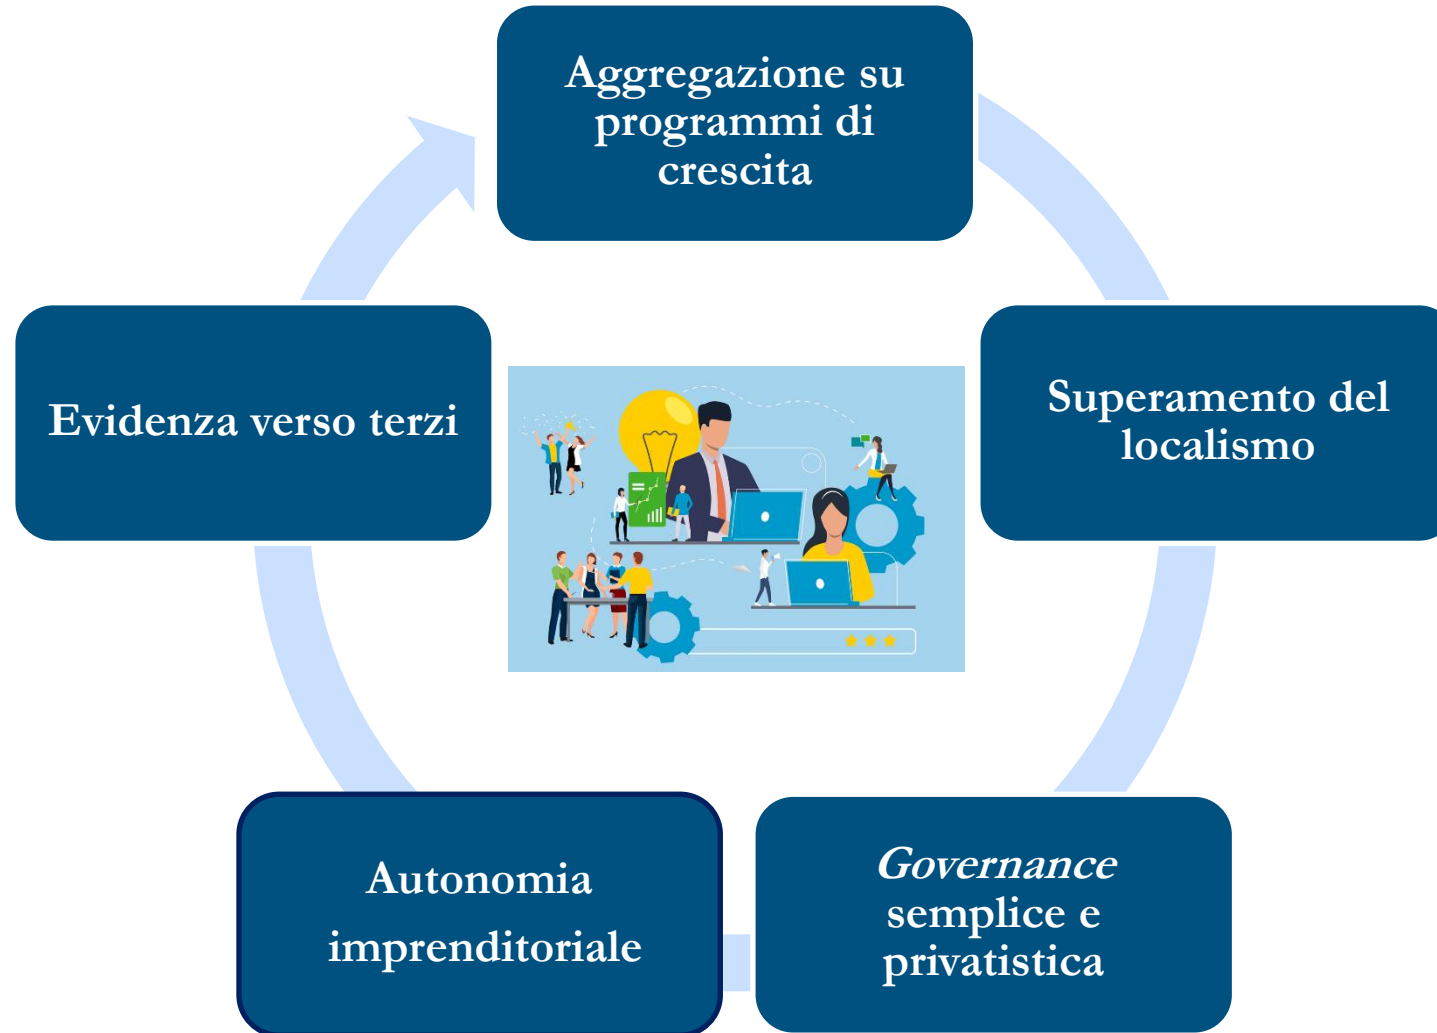 Aggregazione su
programmi di
crescita
Superamento del
localismo
Governance
semplice e
privatistica
Autonomia
imprenditoriale
Evidenza verso terzi